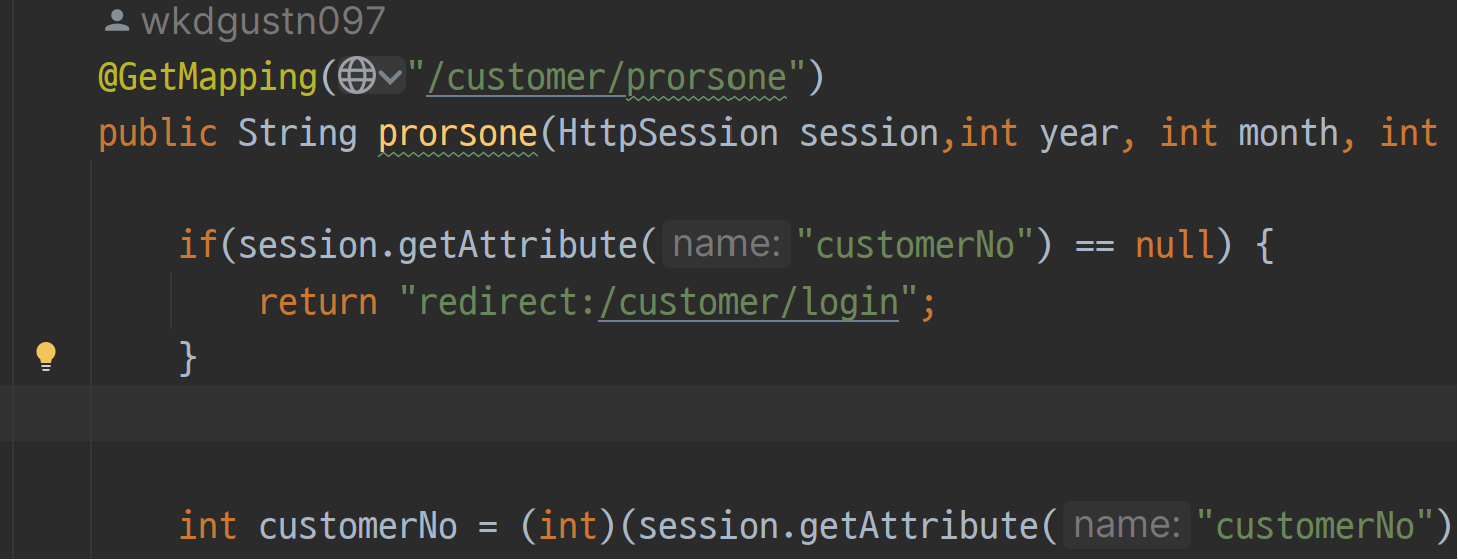 wkdgustn097
@GetMapping("/customer/prorsone")
public String prorsone(HttpSession session,int year, int month, int
if(session.getAttribute( name: "customerNo") == null) {
return "redirect:/customer/login";
}
int customerNo = (int)(session.getAttribute( name: "customerNo")